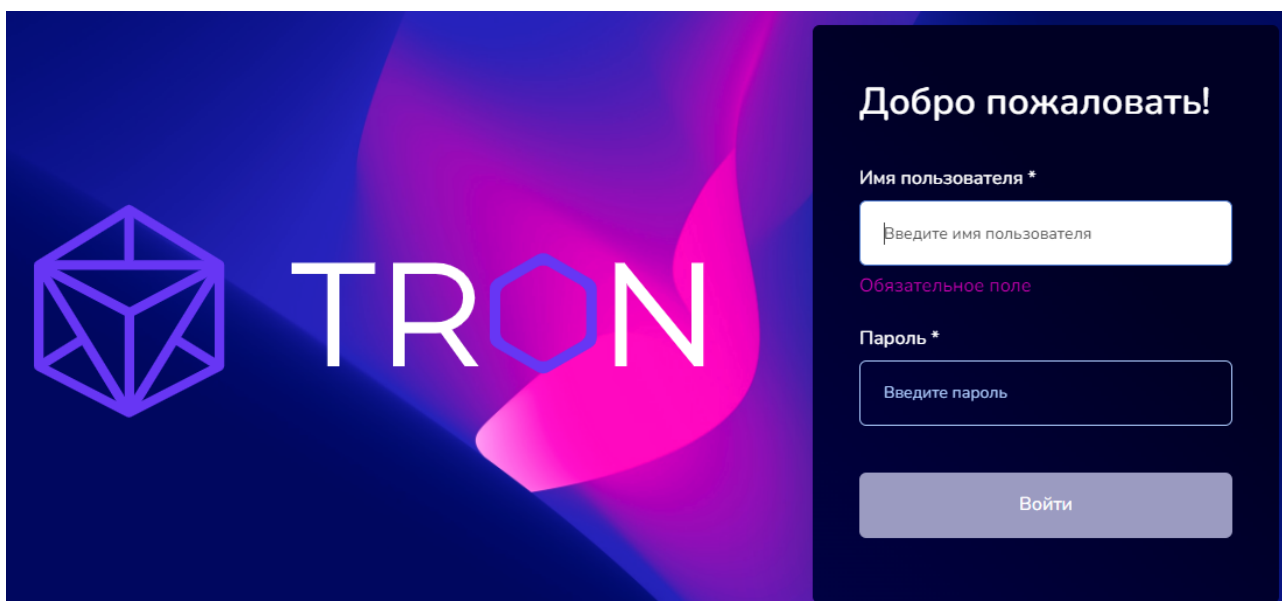 TRON
Добро пожаловать!
Имя пользователя *
Введите имя пользователя
Обязательное поле
Пароль *
Введите пароль
Войти